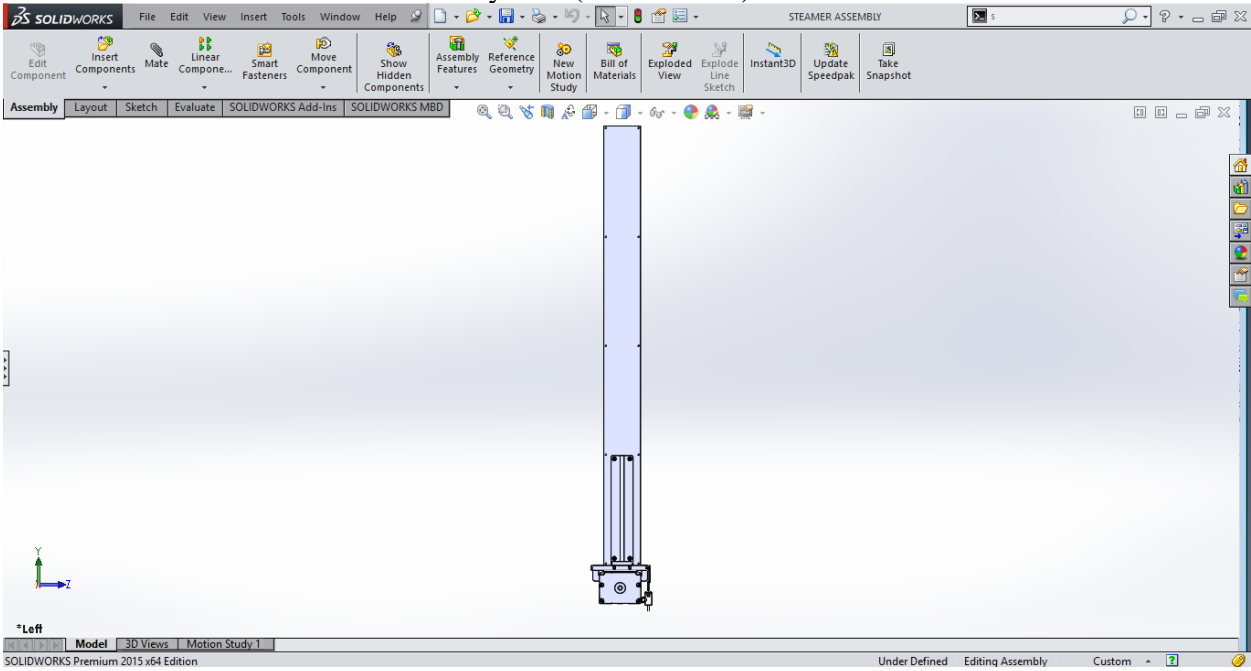 SOLIDWORKS File Edit View Insert Tools Window Help STEAMER ASSEMBLY s
Edit Component
Insert Components
Mate
Linear Compone...
Smart Fasteners
Move Component
Show Hidden Components
Assembly Features
Reference Geometry
New Motion Study
Bill of Materials
Exploded View
Explode Line Sketch
Instant3D
Update Speedpak
Take Snapshot
Assembly Layout Sketch Evaluate SOLIDWORKS Add-Ins SOLIDWORKS MBD
Y
Z
*Left
Model 3D Views Motion Study 1
SOLIDWORKS Premium 2015 x64 Edition Under Defined Editing Assembly Custom